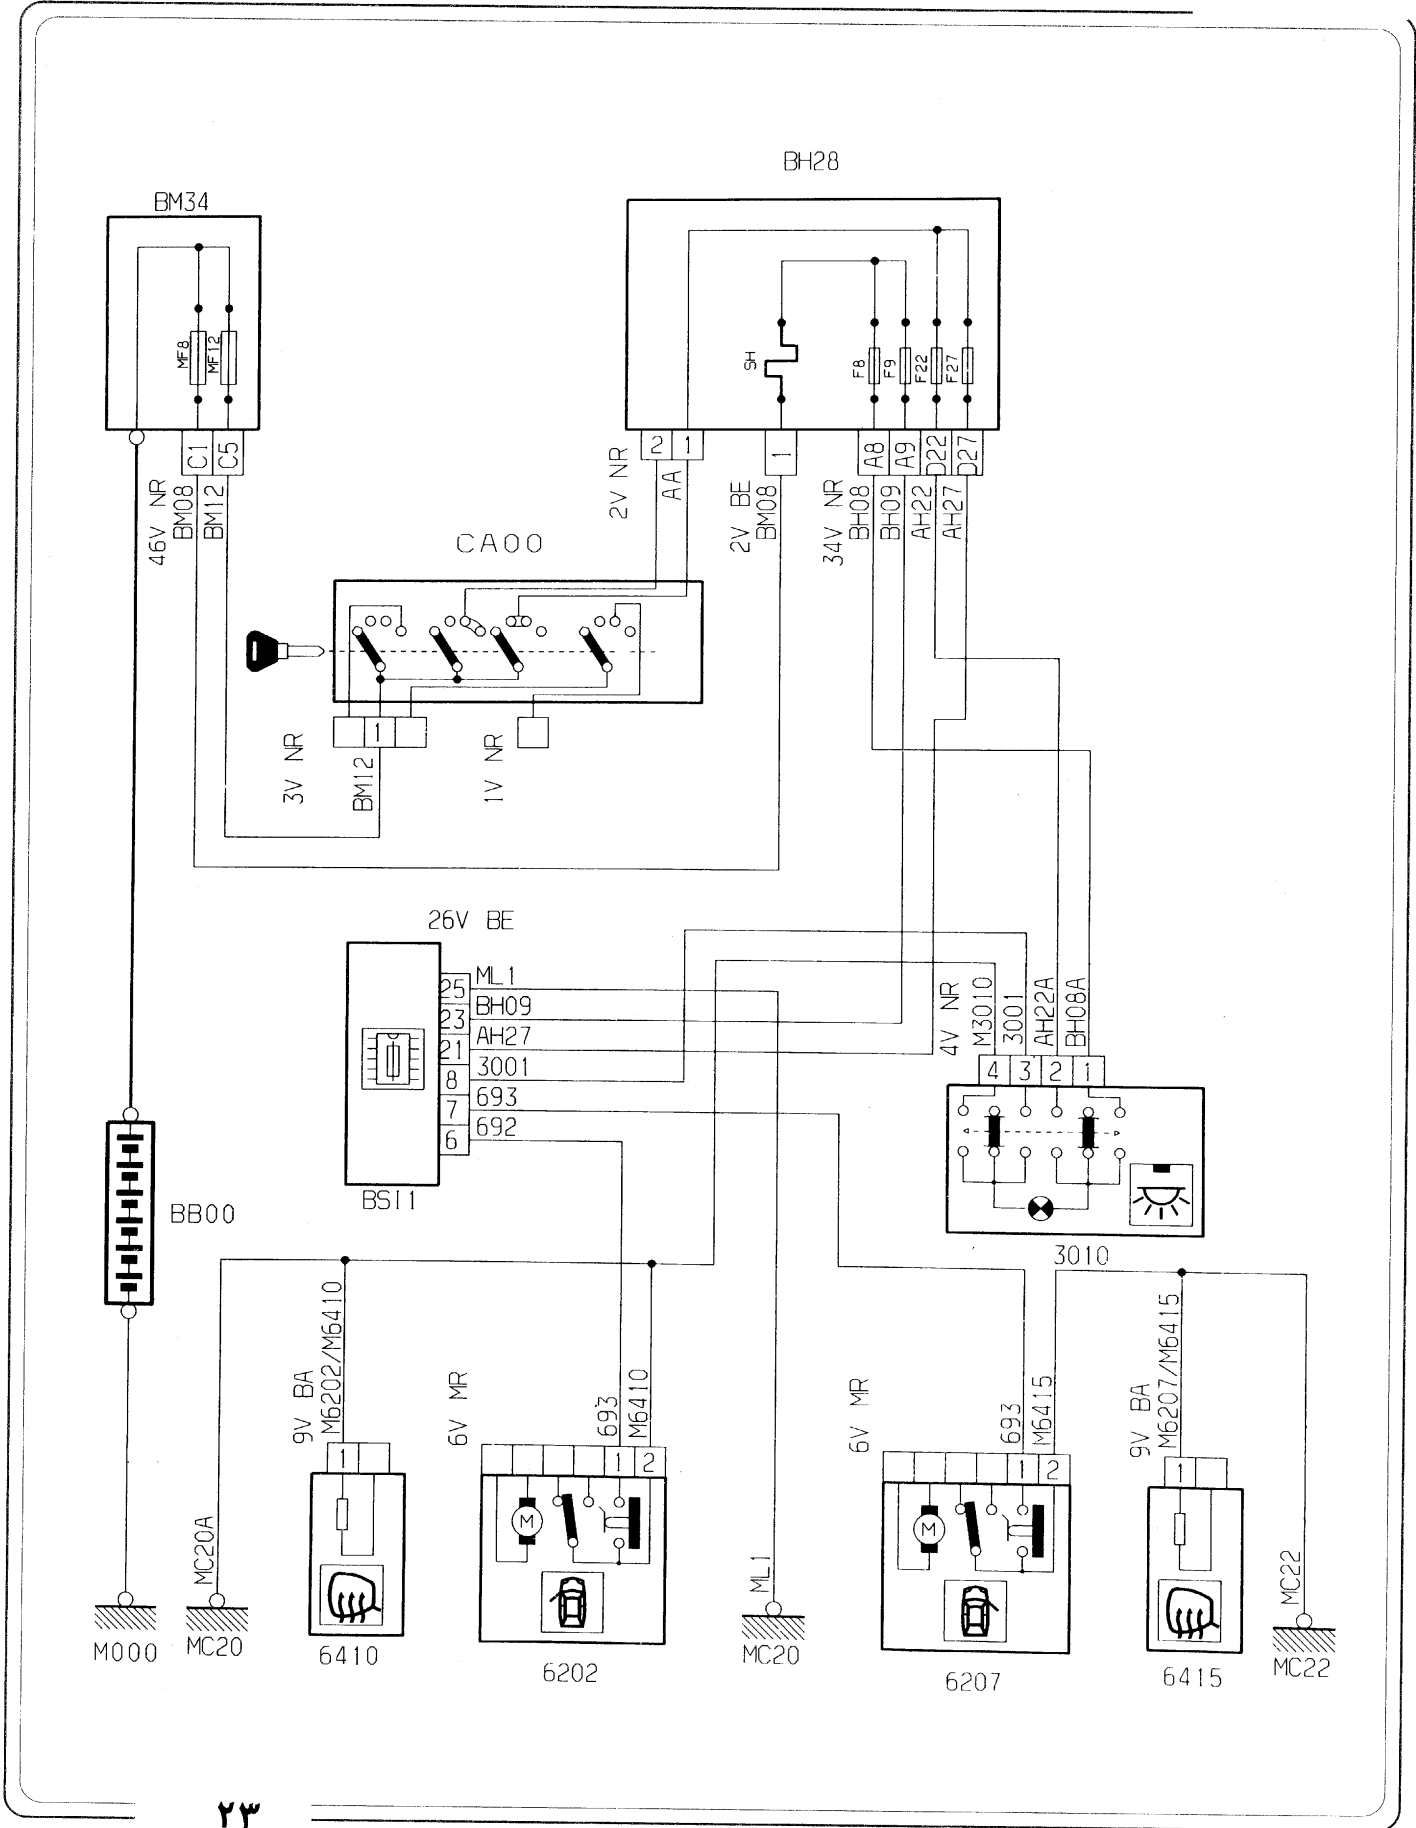 BH28
BM34
MF8
MF12
SH
F8
F9
F22
F27
C1
C5
2
1
1
A8
A9
D22
D27
46V NR
BM08
BM12
2V NR
AA
2V BE
BM08
34V NR
BH08
BH09
AH22
AH27
CA00
1
3V NR
BM12
1V NR
26V BE
25 ML1
23 BH09
21 AH27
8 3001
7 693
6 692
BSI1
4V NR
M3010
3001
AH22A
BH08A
4
3
2
1
3010
BB00
9V BA
M6202/M6410
6V MR
693
M6410
6V MR
693
M6415
9V BA
M6207/M6415
1
1
2
1
2
1
M
M
MC20A
ML1
MC22
M000
MC20
6410
6202
MC20
6207
6415
MC22
۲۳